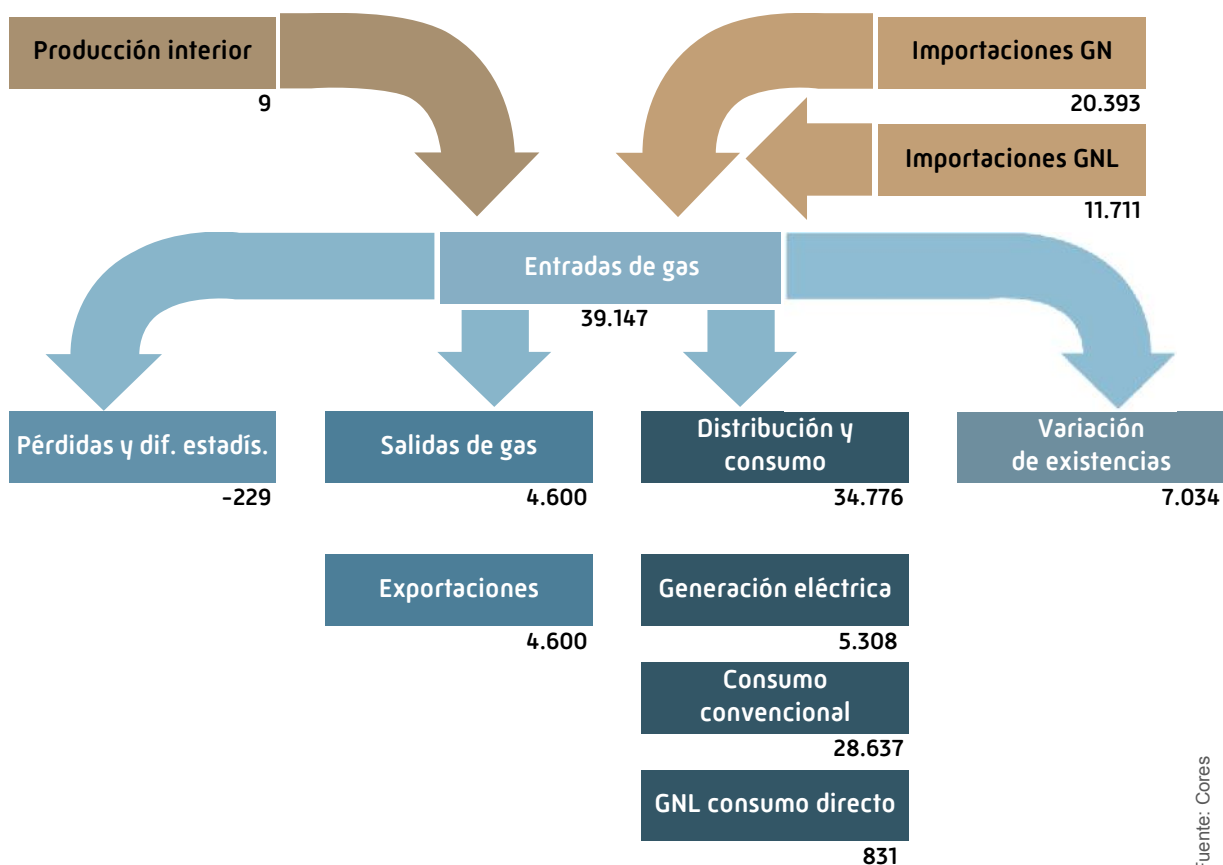 Producción interior
9
Importaciones GN
20.393
Importaciones GNL
11.711
Entradas de gas
39.147
Pérdidas y dif. estadís.
-229
Salidas de gas
4.600
Distribución y
consumo
34.776
Variación
de existencias
7.034
Exportaciones
4.600
Generación eléctrica
5.308
Consumo
convencional
28.637
GNL consumo directo
831
Fuente: Cores